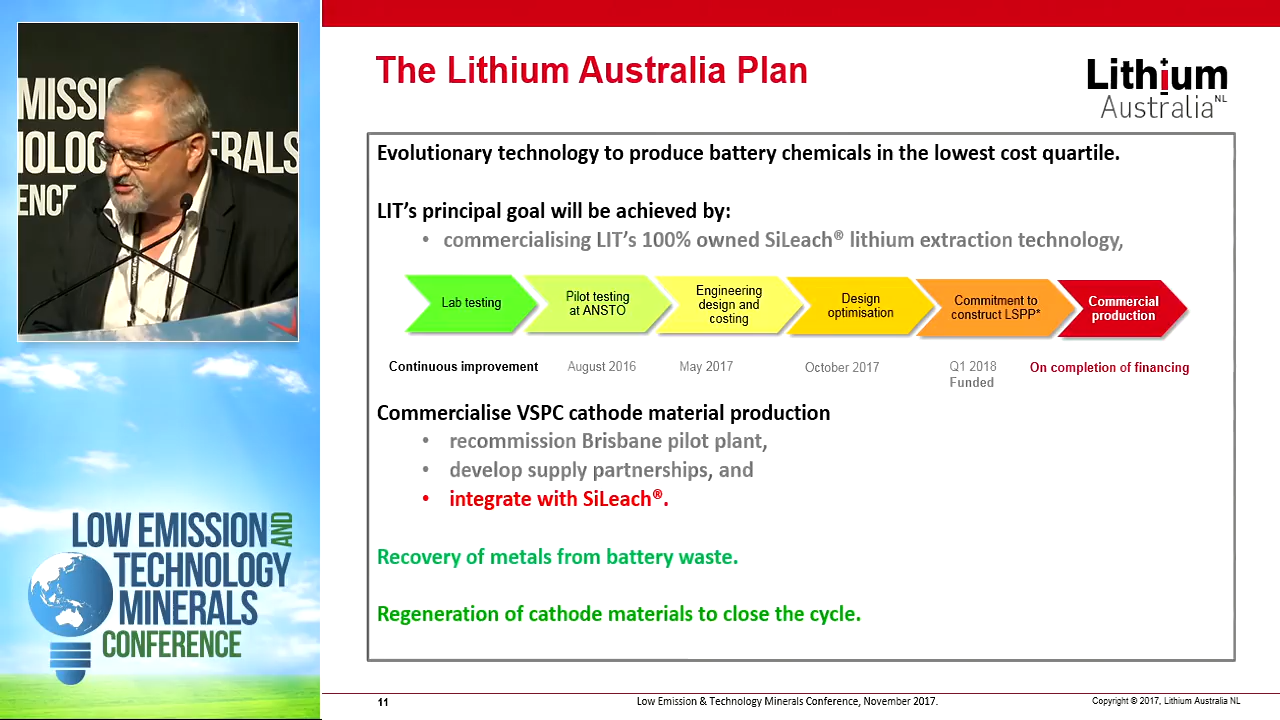 MISSI
OLOG
ERALS
ENCE
LOW EMISSION AND
TECHNOLOGY
MINERALS
CONFERENCE
The Lithium Australia Plan
Lithium
Australia NL
Evolutionary technology to produce battery chemicals in the lowest cost quartile.
LIT’s principal goal will be achieved by:
• commercialising LIT’s 100% owned SiLeach® lithium extraction technology,
Lab testing
Pilot testing
at ANSTO
Engineering
design and
costing
Design
optimisation
Commitment to
construct LSPP*
Commercial
production
Continuous improvement
August 2016
May 2017
October 2017
Q1 2018
Funded
On completion of financing
Commercialise VSPC cathode material production
• recommission Brisbane pilot plant,
• develop supply partnerships, and
• integrate with SiLeach®.
Recovery of metals from battery waste.
Regeneration of cathode materials to close the cycle.
11
Low Emission & Technology Minerals Conference, November 2017.
Copyright © 2017, Lithium Australia NL